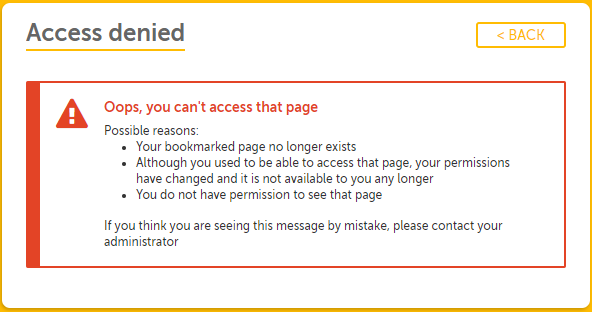 Access denied
< BACK
Oops, you can't access that page
Possible reasons:
• Your bookmarked page no longer exists
• Although you used to be able to access that page, your permissions
have changed and it is not available to you any longer
• You do not have permission to see that page
If you think you are seeing this message by mistake, please contact your
administrator